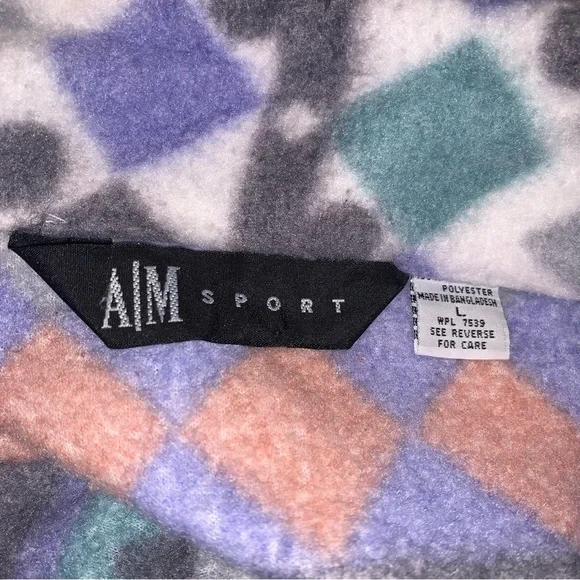 A|M SPORT
POLYESTER
MADE IN BANGLADESH
L
WPL 7539
SEE REVERSE
FOR CARE